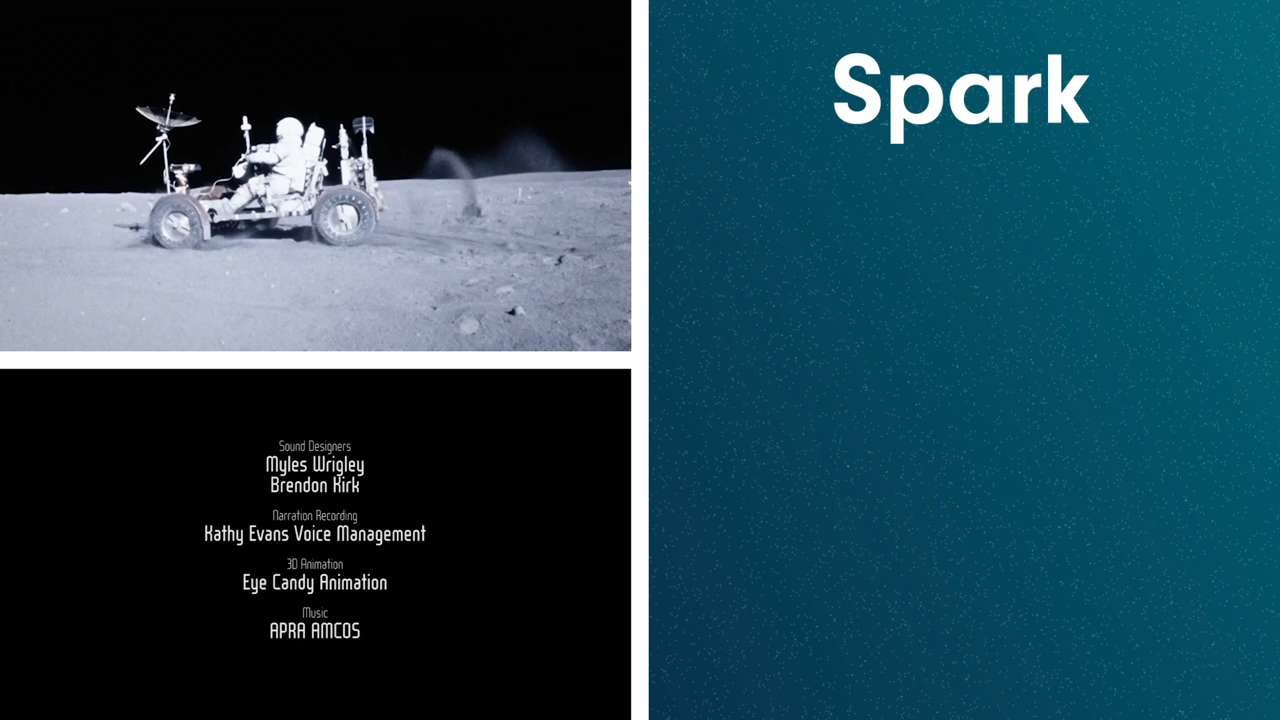 Spark
Sound Designers
Myles Wrigley
Brendon Kirk
Narration Recording
Kathy Evans Voice Management
3D Animation
Eye Candy Animation
Music
APRA AMCOS